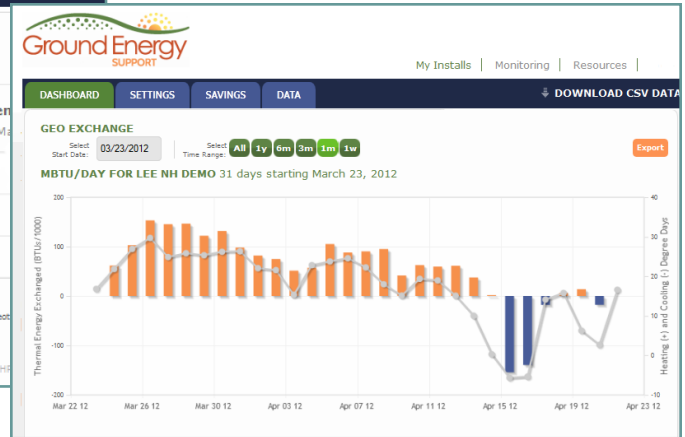 Ground Energy
SUPPORT
My Installs | Monitoring | Resources |
DASHBOARD SETTINGS SAVINGS DATA DOWNLOAD CSV DATA
GEO EXCHANGE
Select Start Date: 03/23/2012 Select Time Range: All 1y 6m 3m 1m 1w Export
MBTU/DAY FOR LEE NH DEMO 31 days starting March 23, 2012
Thermal Energy Exchanged (BTUs/1000)
200
100
0
-100
-200
40
30
20
10
0
-10
Heating (+) and Cooling (-) Degree Days
Mar 22 12 Mar 26 12 Mar 30 12 Apr 03 12 Apr 07 12 Apr 11 12 Apr 15 12 Apr 19 12 Apr 23 12